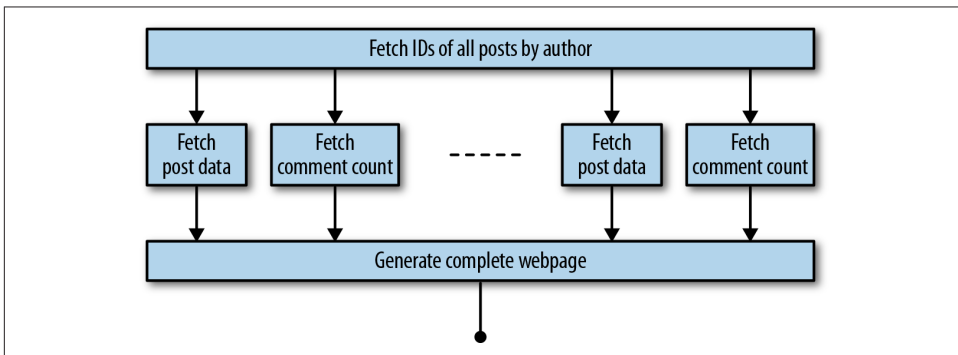 Fetch IDs of all posts by author
Fetch
post data
Fetch
comment count
Fetch
post data
Fetch
comment count
Generate complete webpage